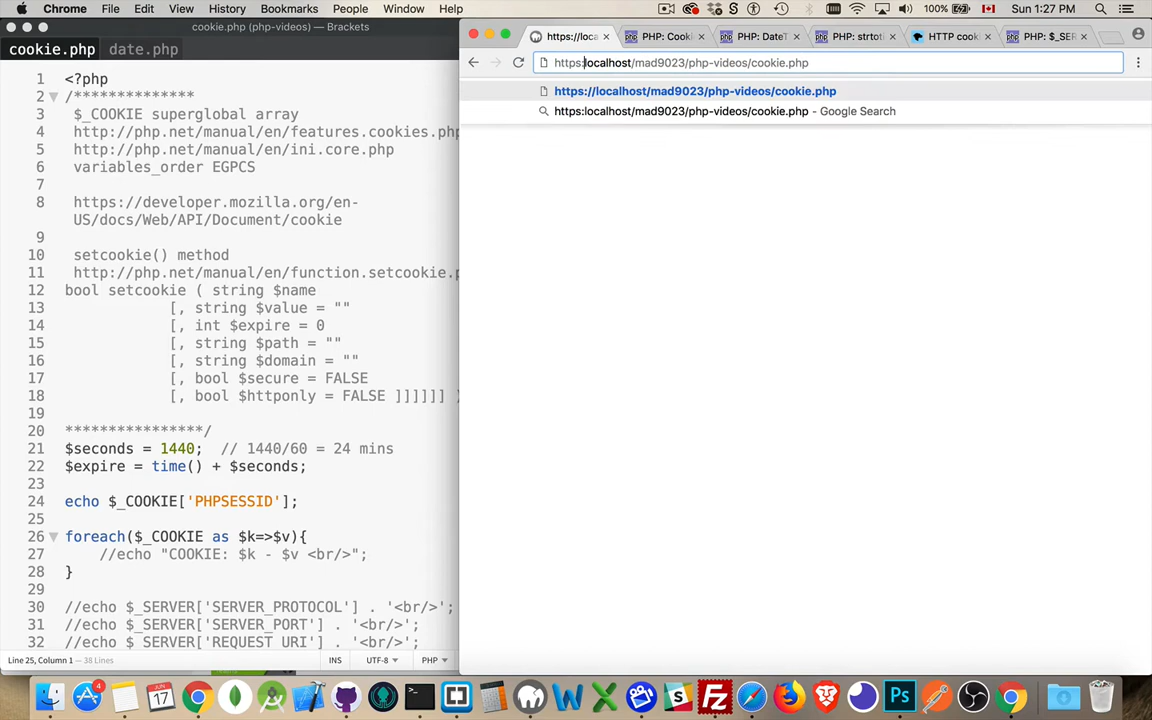 Chrome File Edit View History Bookmarks People Window Help 100% Sun 1:27 PM
cookie.php (php-videos) — Brackets
cookie.php date.php
1 <?php
2 /**************
3 $_COOKIE superglobal array
4 http://php.net/manual/en/features.cookies.php
5 http://php.net/manual/en/ini.core.php
6 variables_order EGPCS
7
8 https://developer.mozilla.org/en-
US/docs/Web/API/Document/cookie
9
10 setcookie() method
11 http://php.net/manual/en/function.setcookie.p
12 bool setcookie ( string $name
13 [, string $value = ""
14 [, int $expire = 0
15 [, string $path = ""
16 [, string $domain = ""
17 [, bool $secure = FALSE
18 [, bool $httponly = FALSE ]]]]]] )
19
20 ****************/
21 $seconds = 1440; // 1440/60 = 24 mins
22 $expire = time() + $seconds;
23
24 echo $_COOKIE['PHPSESSID'];
25
26 foreach($_COOKIE as $k=>$v){
27 //echo "COOKIE: $k - $v <br/>";
28 }
29
30 //echo $_SERVER['SERVER_PROTOCOL'] . '<br/>';
31 //echo $_SERVER['SERVER_PORT'] . '<br/>';
32 //echo $_SERVER['REQUEST_URI'] . '<br/>';
Line 25, Column 1 — 38 Lines INS UTF-8 PHP
https://loca PHP: Cooki PHP: DateT PHP: strtot HTTP cook PHP: $_SER
https:localhost/mad9023/php-videos/cookie.php
https://localhost/mad9023/php-videos/cookie.php
https:localhost/mad9023/php-videos/cookie.php - Google Search
4
JUN
17